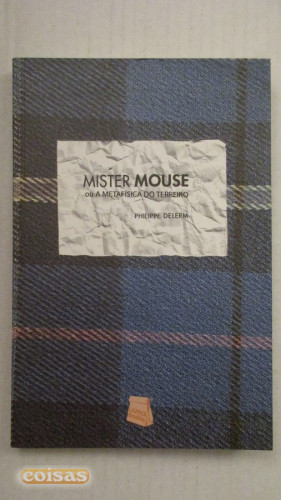 MISTER MOUSE
ou A METAFÍSICA DO TERREIRO
PHILIPPE DELERM
coisas